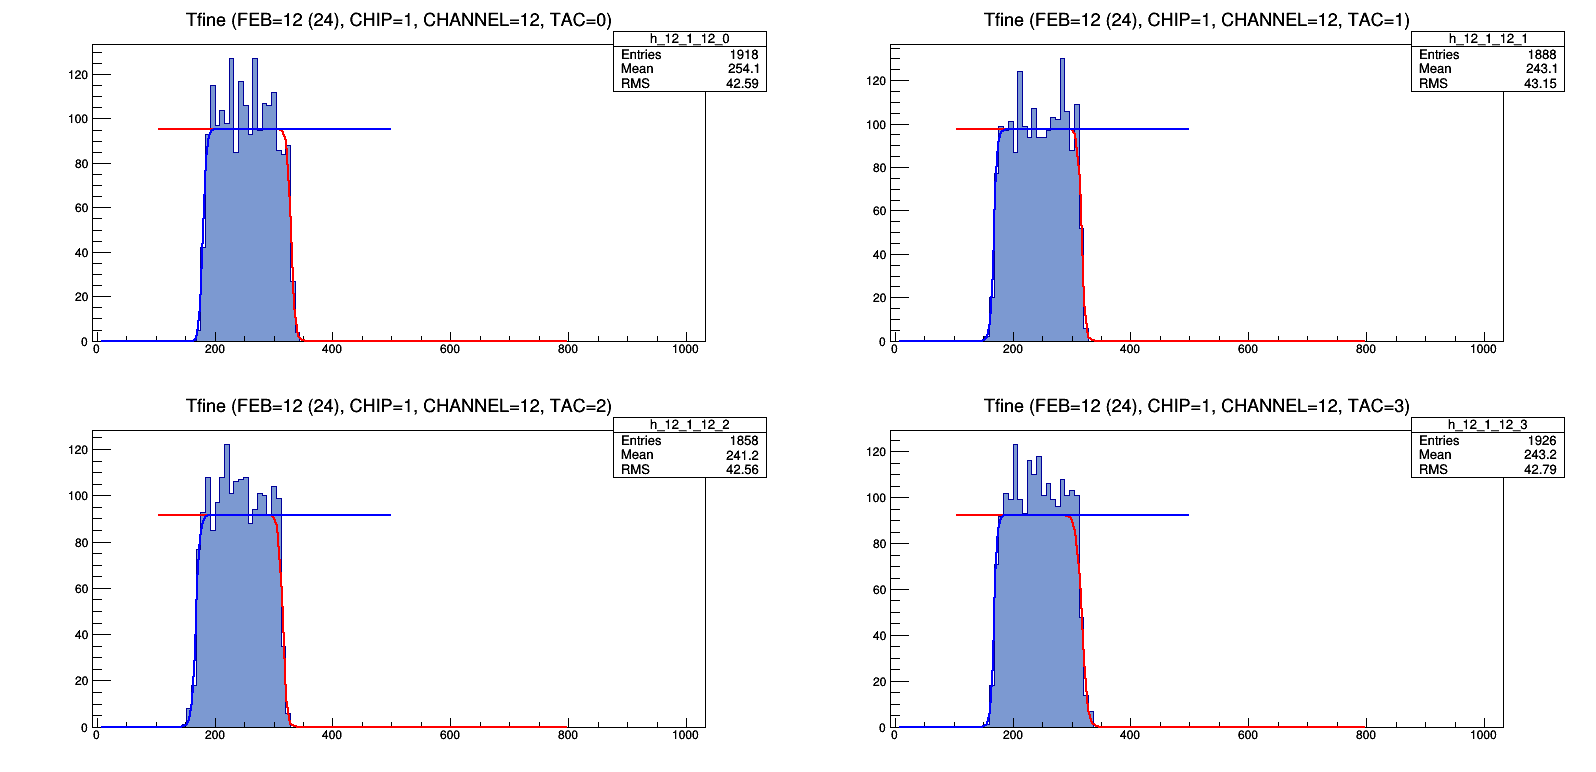 Tfine (FEB=12 (24), CHIP=1, CHANNEL=12, TAC=0)
h_12_1_12_0
Entries 1918
Mean 254.1
RMS 42.59
120
100
80
60
40
20
0
0 200 400 600 800 1000
Tfine (FEB=12 (24), CHIP=1, CHANNEL=12, TAC=1)
h_12_1_12_1
Entries 1888
Mean 243.1
RMS 43.15
120
100
80
60
40
20
0
0 200 400 600 800 1000
Tfine (FEB=12 (24), CHIP=1, CHANNEL=12, TAC=2)
h_12_1_12_2
Entries 1858
Mean 241.2
RMS 42.56
120
100
80
60
40
20
0
0 200 400 600 800 1000
Tfine (FEB=12 (24), CHIP=1, CHANNEL=12, TAC=3)
h_12_1_12_3
Entries 1926
Mean 243.2
RMS 42.79
120
100
80
60
40
20
0
0 200 400 600 800 1000